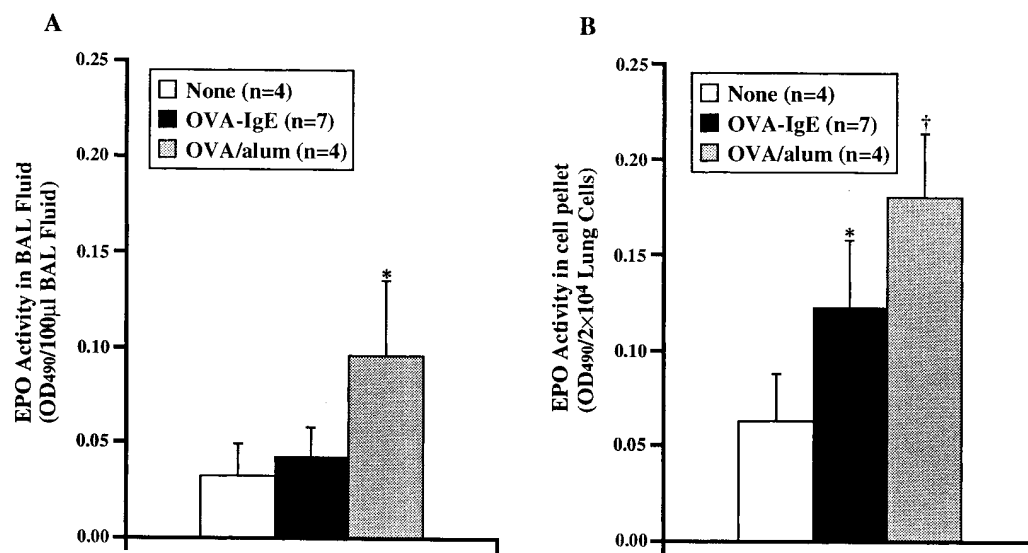 A
EPO Activity in BAL Fluid
(OD490/100µl BAL Fluid)
0.25
0.20
0.15
0.10
0.05
0.00
None (n=4)
OVA-IgE (n=7)
OVA/alum (n=4)
*
B
EPO Activity in cell pellet
(OD490/2×10⁴ Lung Cells)
0.25
0.20
0.15
0.10
0.05
0.00
None (n=4)
OVA-IgE (n=7)
OVA/alum (n=4)
*
†